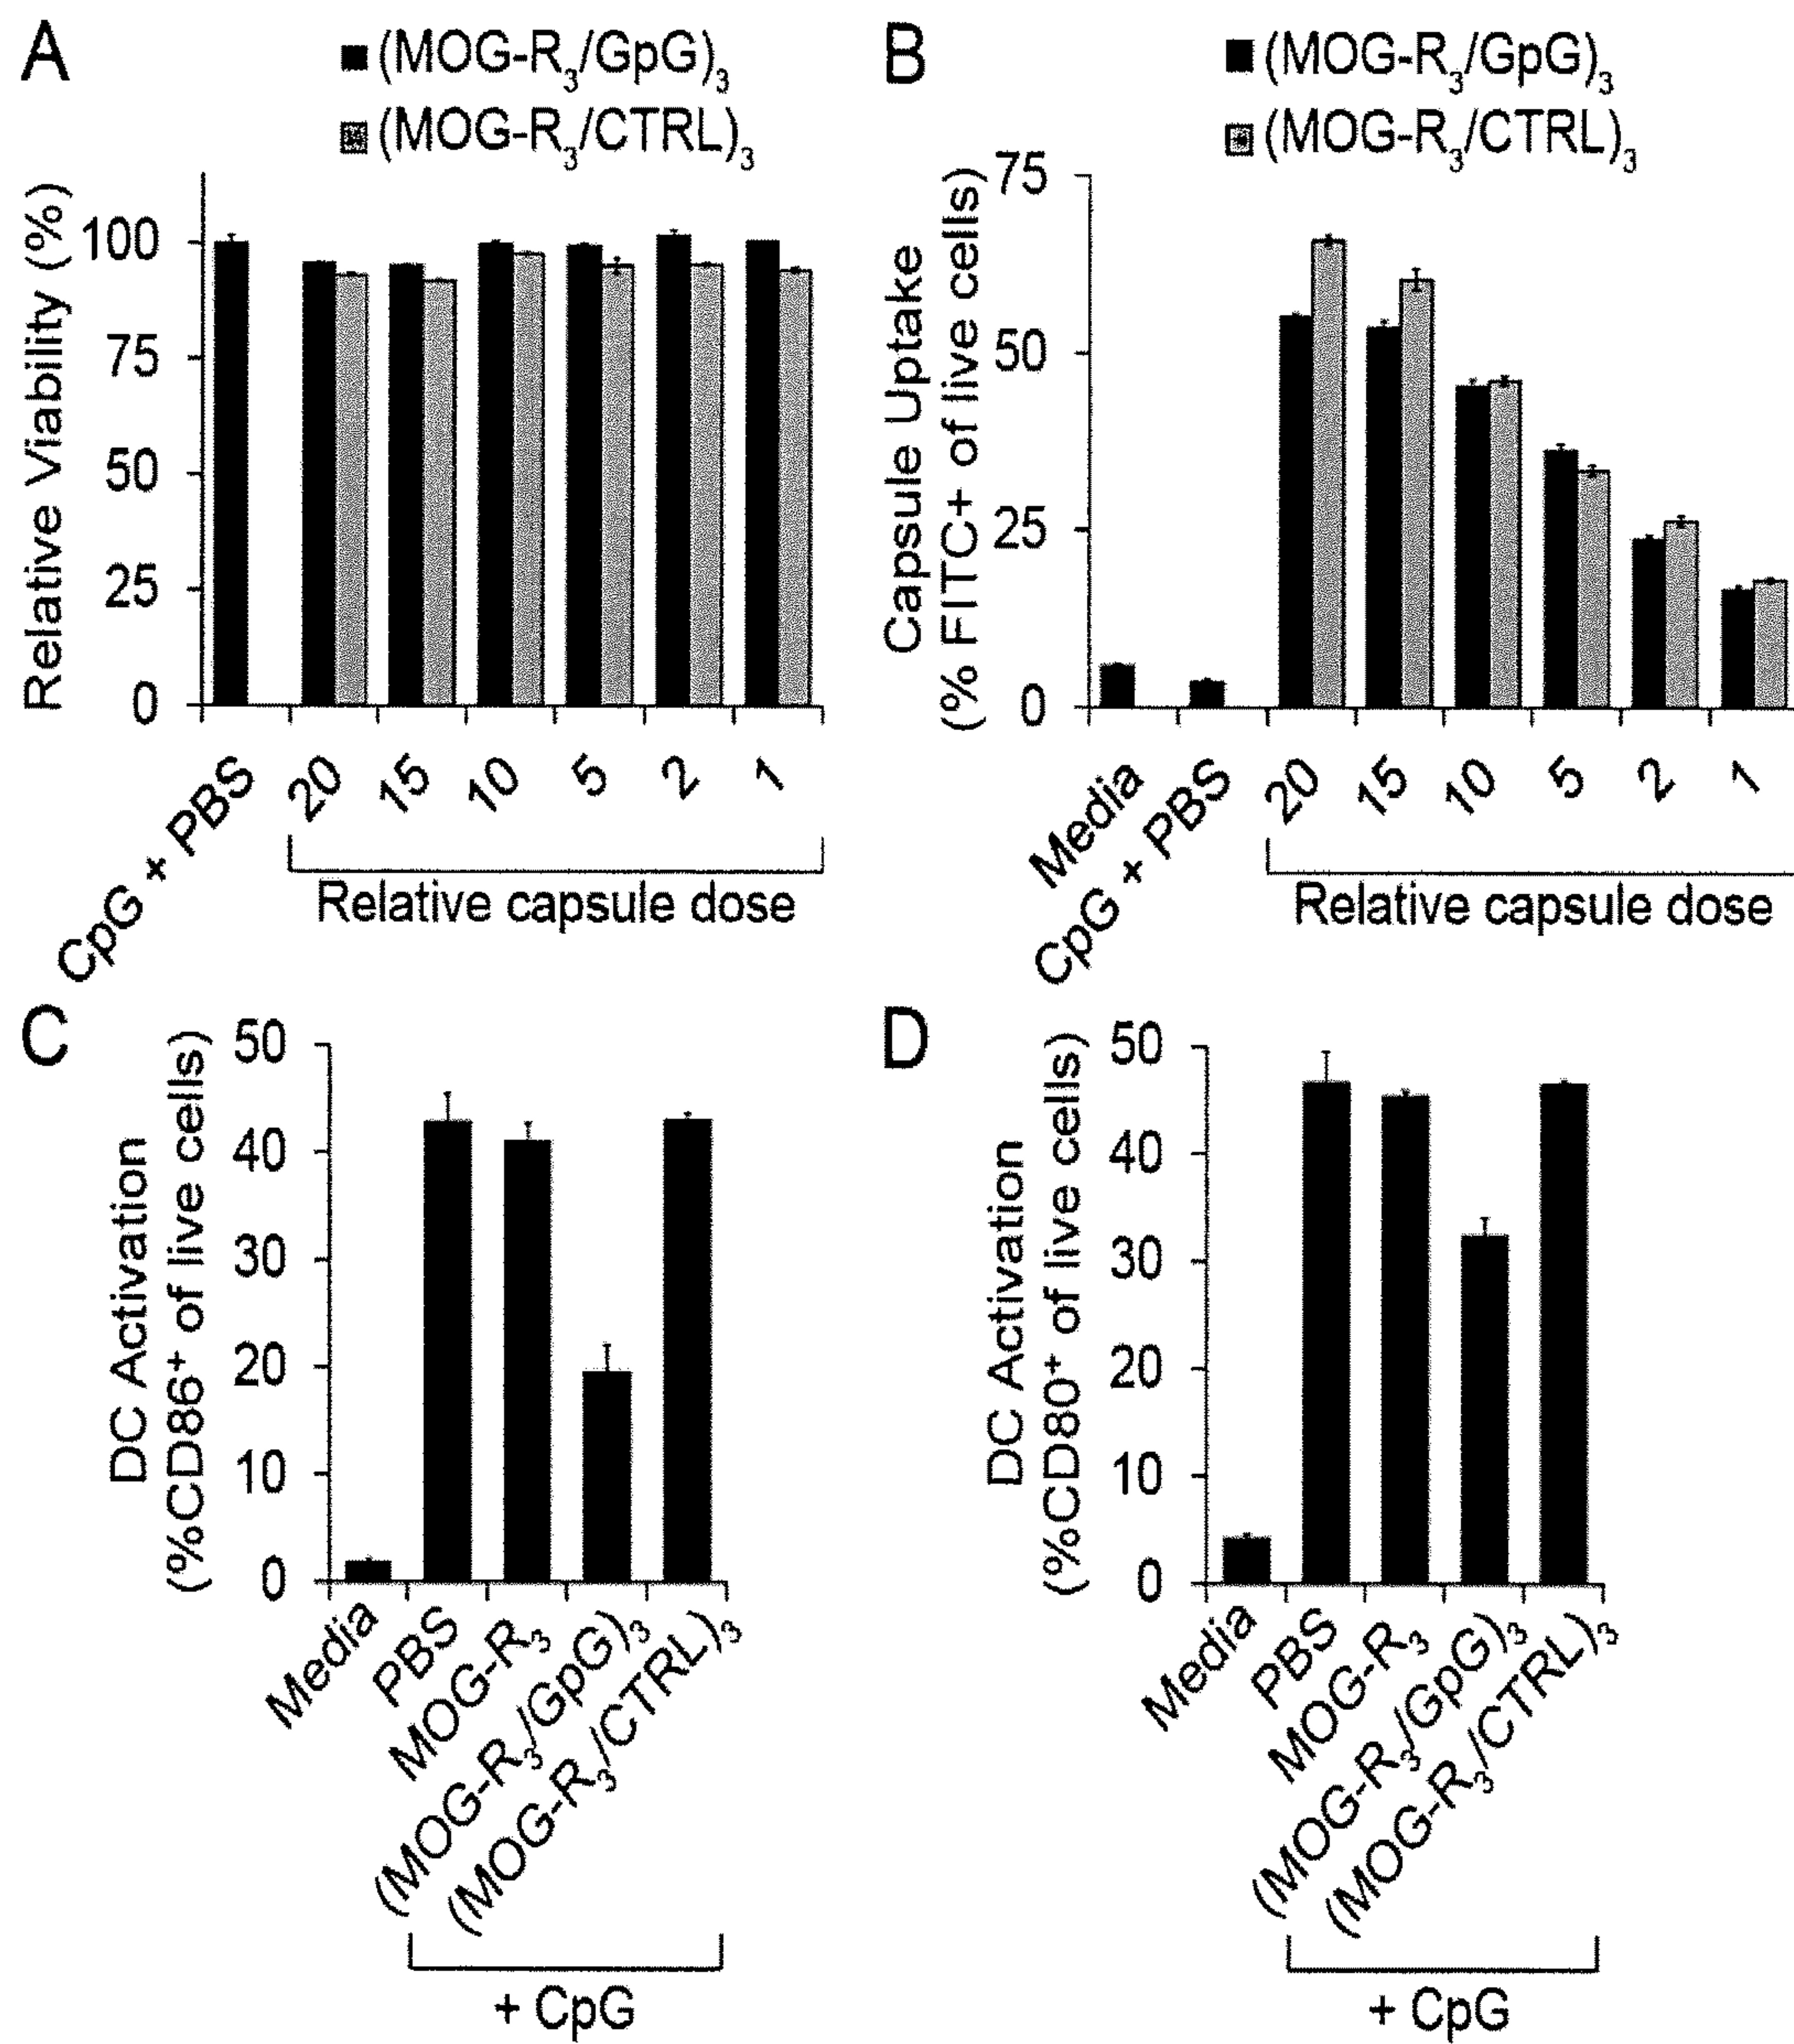 A
(MOG-R3/GpG)3
(MOG-R3/CTRL)3
Relative Viability (%)
100
75
50
25
0
CpG + PBS
20
15
10
5
2
1
Relative capsule dose
B
(MOG-R3/GpG)3
(MOG-R3/CTRL)3
Capsule Uptake
(% FITC+ of live cells)
75
50
25
0
Media
CpG + PBS
20
15
10
5
2
1
Relative capsule dose
C
DC Activation
(%CD86+ of live cells)
50
40
30
20
10
0
Media
PBS
MOG-R3
(MOG-R3/GpG)3
(MOG-R3/CTRL)3
+ CpG
D
DC Activation
(%CD80+ of live cells)
50
40
30
20
10
0
Media
PBS
MOG-R3
(MOG-R3/GpG)3
(MOG-R3/CTRL)3
+ CpG